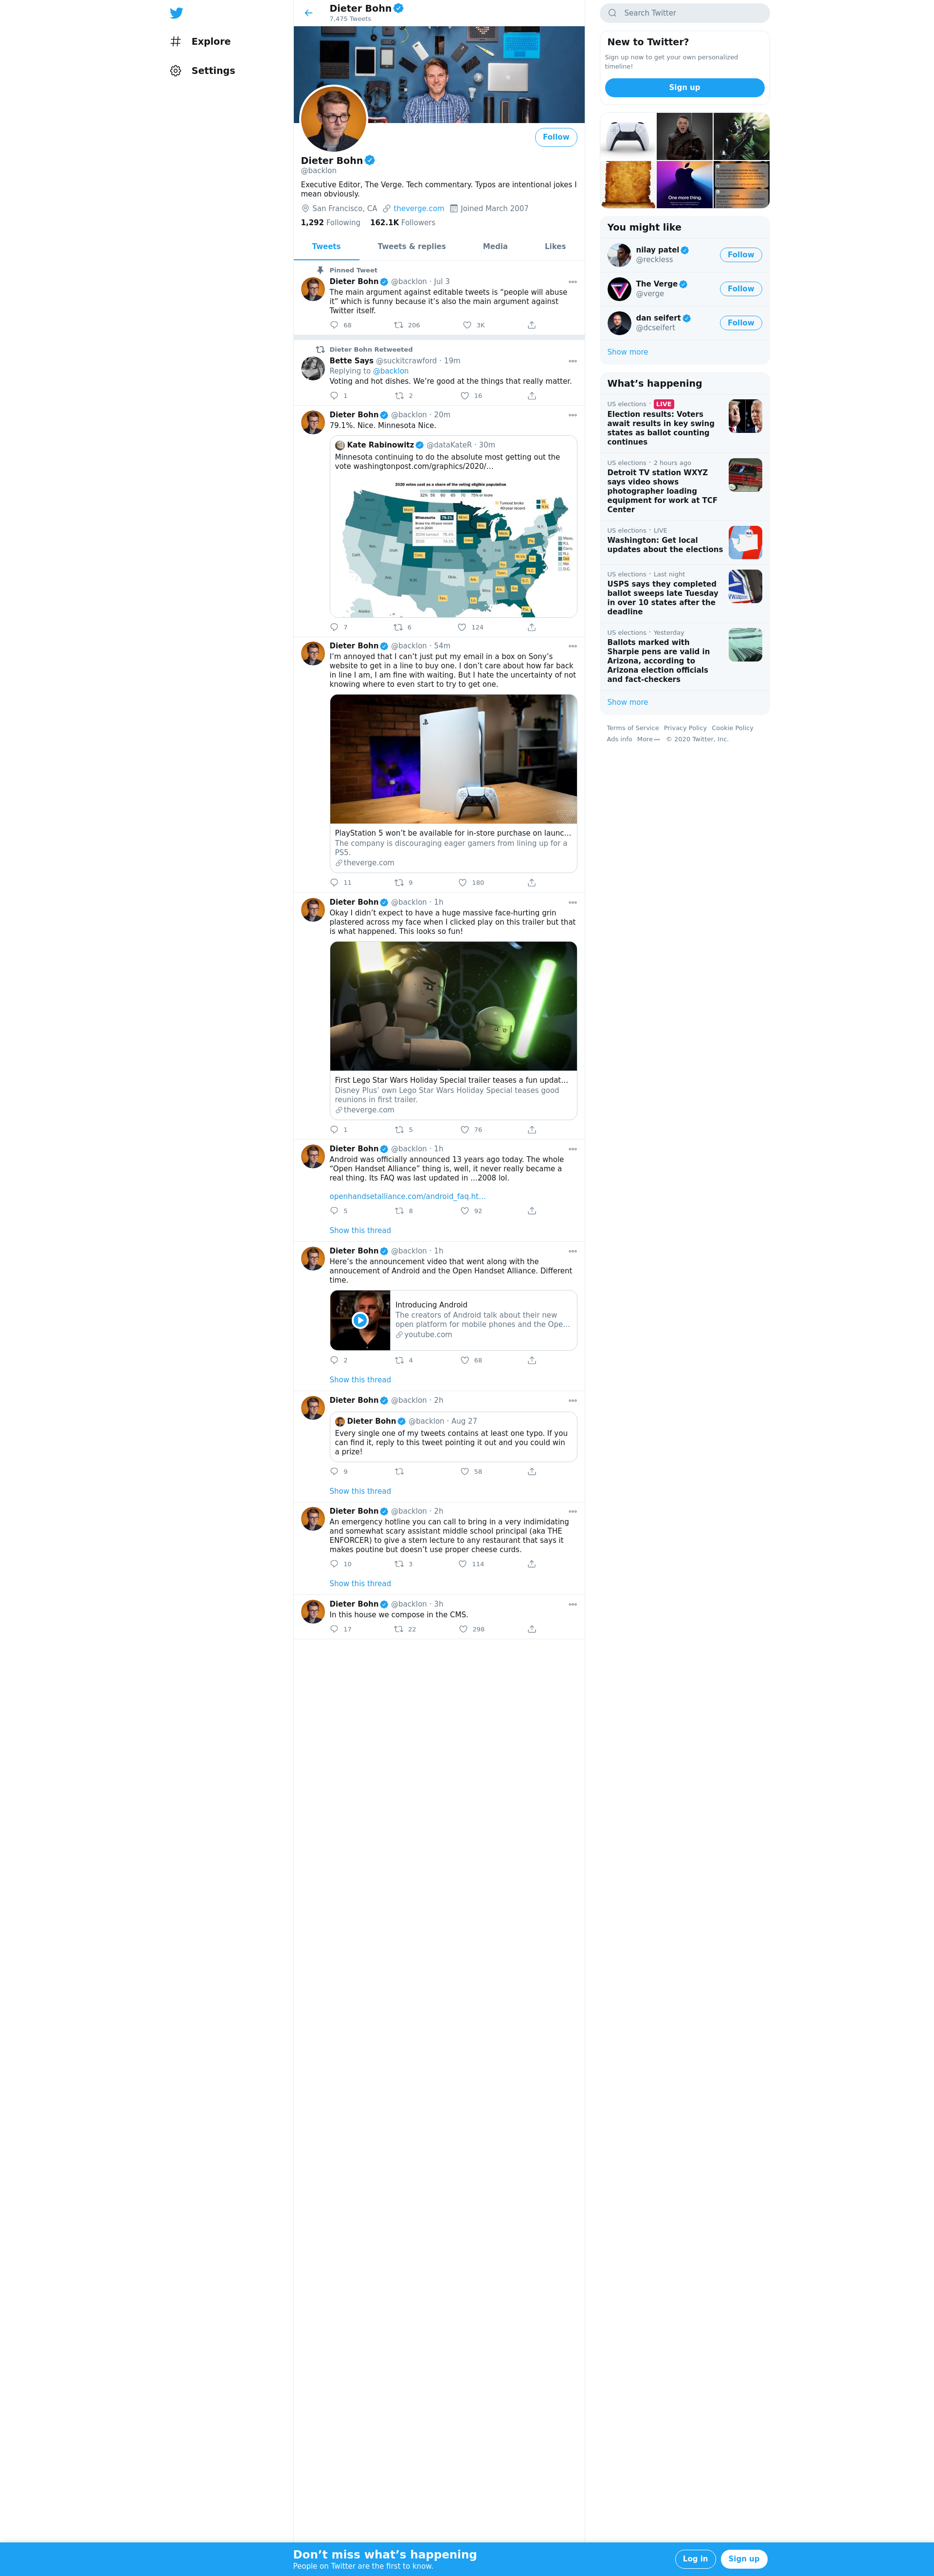 Explore
Settings
Dieter Bohn
7,475 Tweets
Follow
Dieter Bohn
@backlon
Executive Editor, The Verge. Tech commentary. Typos are intentional jokes I
mean obviously.
San Francisco, CA theverge.com Joined March 2007
1,292 Following 162.1K Followers
Tweets Tweets & replies Media Likes
Pinned Tweet
Dieter Bohn @backlon · Jul 3
The main argument against editable tweets is “people will abuse
it” which is funny because it’s also the main argument against
Twitter itself.
68 206 3K
Dieter Bohn Retweeted
Bette Says @suckitcrawford · 19m
Replying to @backlon
Voting and hot dishes. We’re good at the things that really matter.
1 2 16
Dieter Bohn @backlon · 20m
79.1%. Nice. Minnesota Nice.
Kate Rabinowitz @dataKateR · 30m
Minnesota continuing to do the absolute most getting out the
vote washingtonpost.com/graphics/2020/…
2020 votes cast as a share of the voting eligible population
Minnesota 79.1%
Alaska
7 6 124
Dieter Bohn @backlon · 54m
I’m annoyed that I can’t just put my email in a box on Sony’s
website to get in a line to buy one. I don’t care about how far back
in line I am, I am fine with waiting. But I hate the uncertainty of not
knowing where to even start to try to get one.
PlayStation 5 won’t be available for in-store purchase on launc…
The company is discouraging eager gamers from lining up for a
PS5.
theverge.com
11 9 180
Dieter Bohn @backlon · 1h
Okay I didn’t expect to have a huge massive face-hurting grin
plastered across my face when I clicked play on this trailer but that
is what happened. This looks so fun!
First Lego Star Wars Holiday Special trailer teases a fun updat…
Disney Plus’ own Lego Star Wars Holiday Special teases good
reunions in first trailer.
theverge.com
1 5 76
Dieter Bohn @backlon · 1h
Android was officially announced 13 years ago today. The whole
“Open Handset Alliance” thing is, well, it never really became a
real thing. Its FAQ was last updated in …2008 lol.
openhandsetalliance.com/android_faq.ht…
5 8 92
Show this thread
Dieter Bohn @backlon · 1h
Here’s the announcement video that went along with the
annoucement of Android and the Open Handset Alliance. Different
time.
Introducing Android
The creators of Android talk about their new
open platform for mobile phones and the Ope…
youtube.com
2 4 68
Show this thread
Dieter Bohn @backlon · 2h
Dieter Bohn @backlon · Aug 27
Every single one of my tweets contains at least one typo. If you
can find it, reply to this tweet pointing it out and you could win
a prize!
9 58
Show this thread
Dieter Bohn @backlon · 2h
An emergency hotline you can call to bring in a very indimidating
and somewhat scary assistant middle school principal (aka THE
ENFORCER) to give a stern lecture to any restaurant that says it
makes poutine but doesn’t use proper cheese curds.
10 3 114
Show this thread
Dieter Bohn @backlon · 3h
In this house we compose in the CMS.
17 22 298
Search Twitter
New to Twitter?
Sign up now to get your own personalized
timeline!
Sign up
One more thing.
You might like
nilay patel
@reckless
Follow
The Verge
@verge
Follow
dan seifert
@dcseifert
Follow
Show more
What’s happening
US elections · LIVE
Election results: Voters
await results in key swing
states as ballot counting
continues
US elections · 2 hours ago
Detroit TV station WXYZ
says video shows
photographer loading
equipment for work at TCF
Center
US elections · LIVE
Washington: Get local
updates about the elections
US elections · Last night
USPS says they completed
ballot sweeps late Tuesday
in over 10 states after the
deadline
US elections · Yesterday
Ballots marked with
Sharpie pens are valid in
Arizona, according to
Arizona election officials
and fact-checkers
Show more
Terms of Service Privacy Policy Cookie Policy
Ads info More © 2020 Twitter, Inc.
Don’t miss what’s happening
People on Twitter are the first to know.
Log in
Sign up